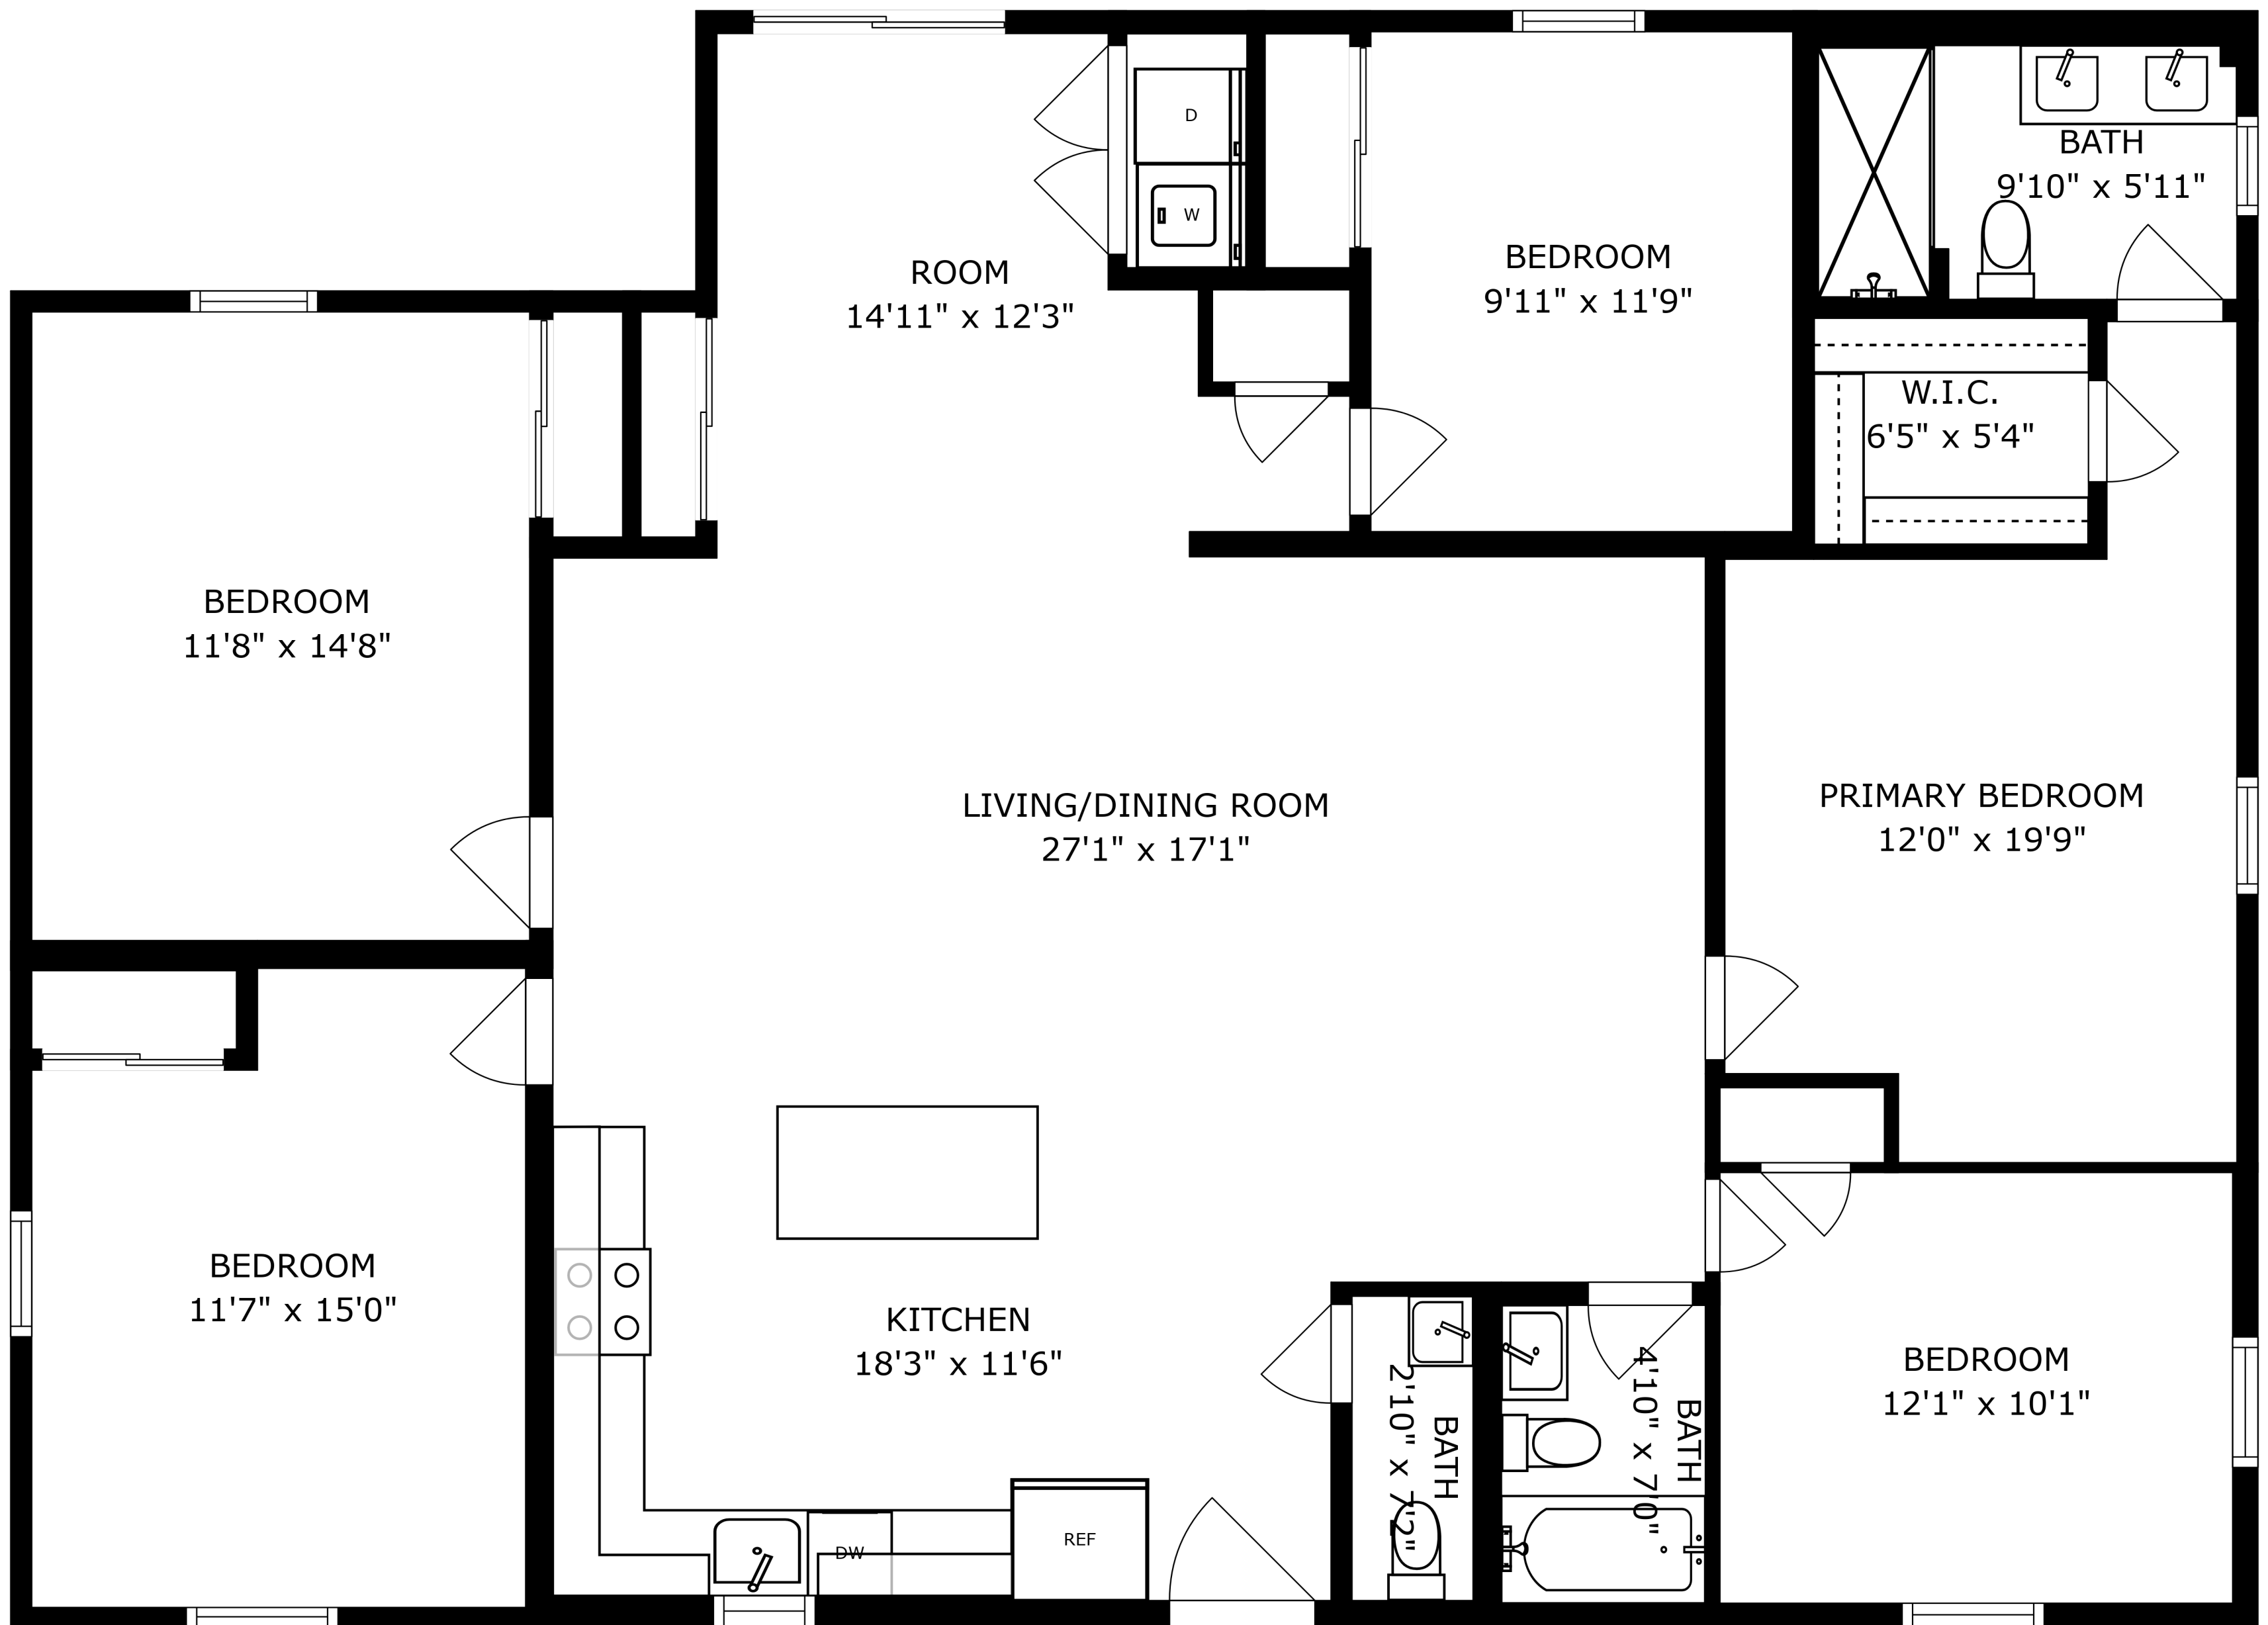 D
W
BATH
9'10" x 5'11"
ROOM
14'11" x 12'3"
BEDROOM
9'11" x 11'9"
W.I.C.
6'5" x 5'4"
BEDROOM
11'8" x 14'8"
LIVING/DINING ROOM
27'1" x 17'1"
PRIMARY BEDROOM
12'0" x 19'9"
BEDROOM
11'7" x 15'0"
KITCHEN
18'3" x 11'6"
BATH
2'10" x 7'2"
BATH
4'10" x 7'0"
BEDROOM
12'1" x 10'1"
DW
REF